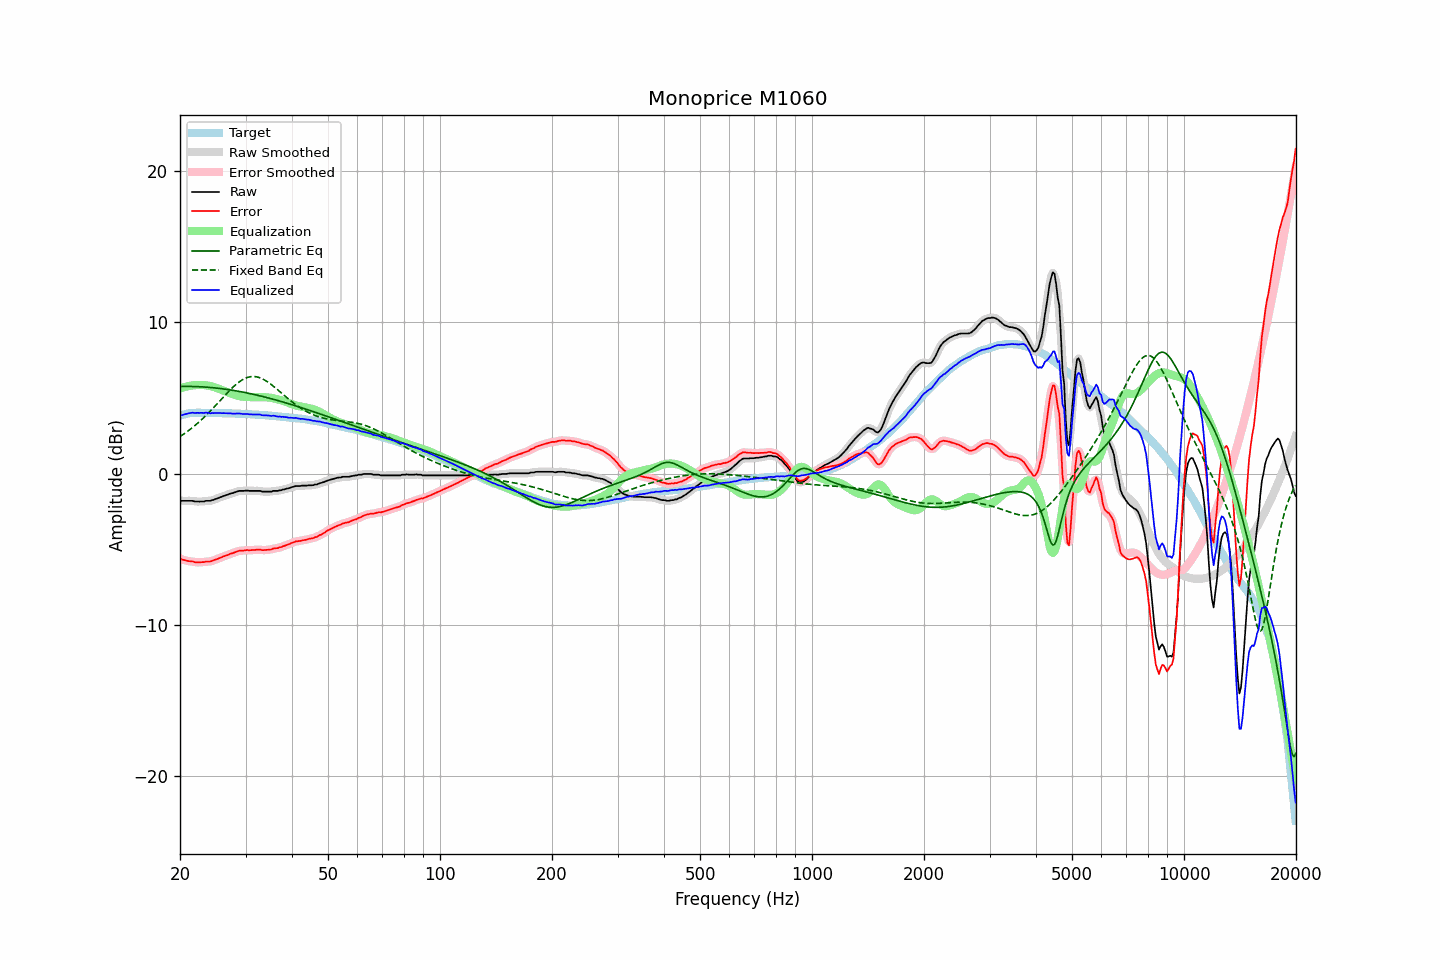 Monoprice M1060
Target
Raw Smoothed
Error Smoothed
Raw
Error
Equalization
Parametric Eq
Fixed Band Eq
Equalized
20
10
0
−10
−20
Amplitude (dBr)
20
50
100
200
500
1000
2000
5000
10000
20000
Frequency (Hz)